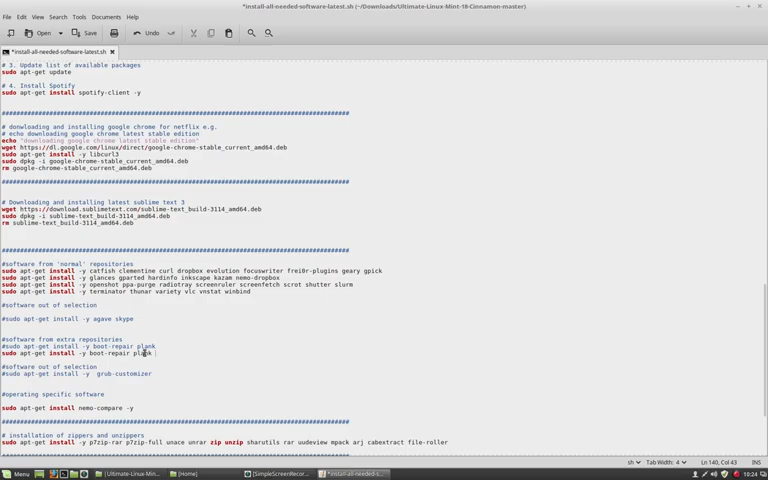 *install-all-needed-software-latest.sh (~/Downloads/Ultimate-Linux-Mint-18-Cinnamon-master)
File Edit View Search Tools Documents Help
Open Save Undo
*install-all-needed-software-latest.sh
# 3. Update list of available packages
sudo apt-get update
# 4. Install Spotify
sudo apt-get install spotify-client -y
##########################################################################################
# donwloading and installing google chrome for netflix e.g.
# echo downloading google chrome latest stable edition
echo "downloading google chrome latest stable edition"
wget https://dl.google.com/linux/direct/google-chrome-stable_current_amd64.deb
sudo apt-get install -y libcurl3
sudo dpkg -i google-chrome-stable_current_amd64.deb
rm google-chrome-stable_current_amd64.deb
##########################################################################################
# Downloading and installing latest sublime text 3
wget https://download.sublimetext.com/sublime-text_build-3114_amd64.deb
sudo dpkg -i sublime-text_build-3114_amd64.deb
rm sublime-text_build-3114_amd64.deb
##########################################################################################
#software from 'normal' repositories
sudo apt-get install -y catfish clementine curl dropbox evolution focuswriter frei0r-plugins geary gpick
sudo apt-get install -y glances gparted hardinfo inkscape kazam nemo-dropbox
sudo apt-get install -y openshot ppa-purge radiotray screenruler screenfetch scrot shutter slurm
sudo apt-get install -y terminator thunar variety vlc vnstat winbind
#software out of selection
#sudo apt-get install -y agave skype
#software from extra repositories
#sudo apt-get install -y boot-repair plank
sudo apt-get install -y boot-repair plank
#software out of selection
#sudo apt-get install -y  grub-customizer
#operating specific software
sudo apt-get install nemo-compare -y
##########################################################################################
# installation of zippers and unzippers
sudo apt-get install -y p7zip-rar p7zip-full unace unrar zip unzip sharutils rar uudeview mpack arj cabextract file-roller
##########################################################################################
sh Tab Width: 4 Ln 140, Col 43 INS
Menu [Ultimate-Linux-Min... [Home] [SimpleScreenRecor... *install-all-needed-s... 10:24